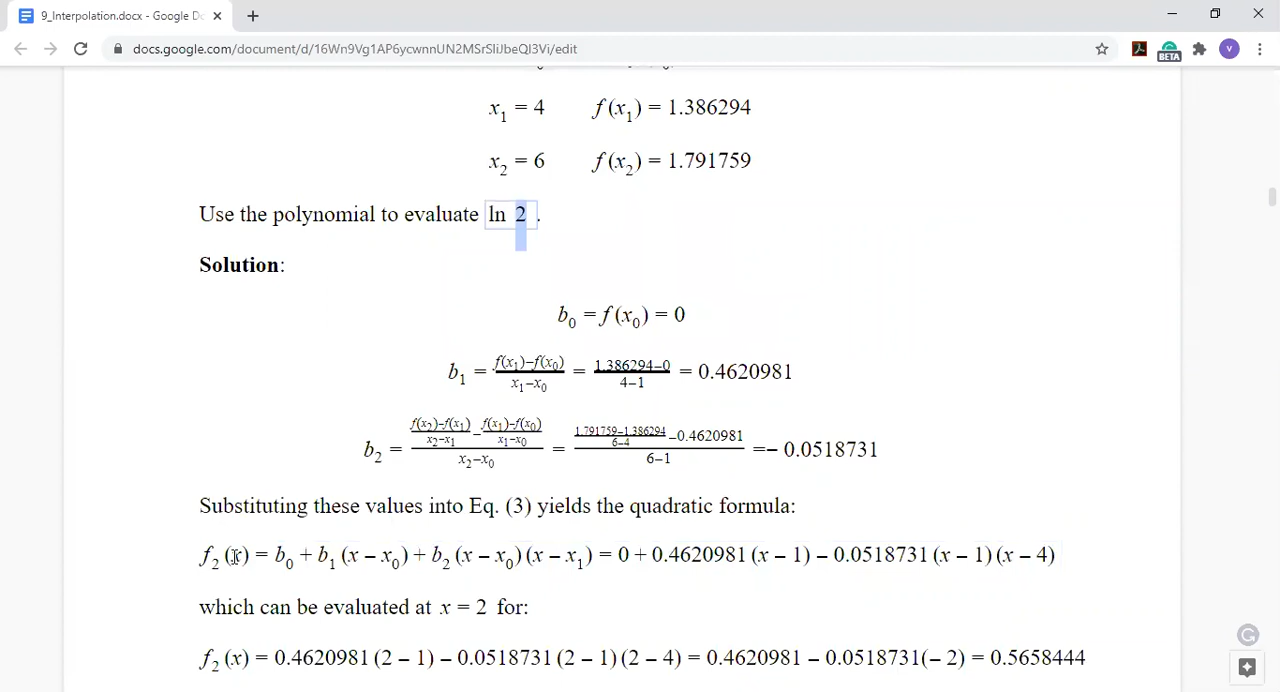 9_Interpolation.docx - Google D
docs.google.com/document/d/16Wn9Vg1AP6ycwnnUN2MSrSliJbeQI3Vi/edit
BETA
V
x₁ = 4 f(x₁) = 1.386294
x₂ = 6 f(x₂) = 1.791759
Use the polynomial to evaluate ln 2 .
Solution:
b₀ = f(x₀) = 0
b₁ = (f(x₁)−f(x₀))/(x₁−x₀) = (1.386294−0)/(4−1) = 0.4620981
b₂ = ((f(x₂)−f(x₁))/(x₂−x₁) − (f(x₁)−f(x₀))/(x₁−x₀))/(x₂−x₀) = ((1.791759−1.386294)/(6−4) −0.4620981)/(6−1) =− 0.0518731
Substituting these values into Eq. (3) yields the quadratic formula:
f₂(x) = b₀ + b₁(x − x₀) + b₂(x − x₀)(x − x₁) = 0 + 0.4620981(x − 1) − 0.0518731(x − 1)(x − 4)
which can be evaluated at x = 2 for:
f₂(x) = 0.4620981(2 − 1) − 0.0518731(2 − 1)(2 − 4) = 0.4620981 − 0.0518731(− 2) = 0.5658444